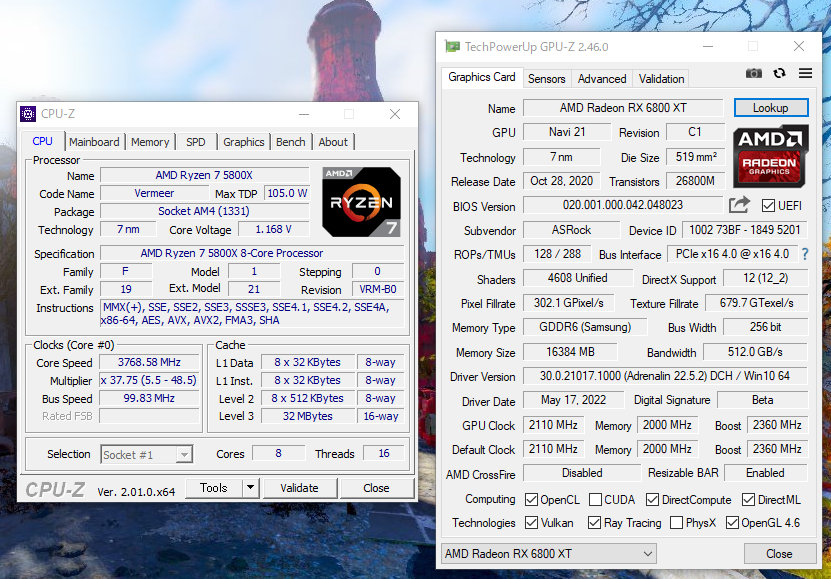 CPU-Z
CPU Mainboard Memory SPD Graphics Bench About
Processor
Name AMD Ryzen 7 5800X
Code Name Vermeer Max TDP 105.0 W
Package Socket AM4 (1331)
Technology 7 nm Core Voltage 1.168 V
AMD
RYZEN
7
Specification AMD Ryzen 7 5800X 8-Core Processor
Family F Model 1 Stepping 0
Ext. Family 19 Ext. Model 21 Revision VRM-B0
Instructions MMX(+), SSE, SSE2, SSE3, SSSE3, SSE4.1, SSE4.2, SSE4A,
x86-64, AES, AVX, AVX2, FMA3, SHA
Clocks (Core #0)
Core Speed 3768.58 MHz
Multiplier x 37.75 (5.5 - 48.5)
Bus Speed 99.83 MHz
Rated FSB
Cache
L1 Data 8 x 32 KBytes 8-way
L1 Inst. 8 x 32 KBytes 8-way
Level 2 8 x 512 KBytes 8-way
Level 3 32 MBytes 16-way
Selection Socket #1 Cores 8 Threads 16
CPU-Z Ver. 2.01.0.x64 Tools Validate Close
TechPowerUp GPU-Z 2.46.0
Graphics Card Sensors Advanced Validation
Name AMD Radeon RX 6800 XT Lookup
GPU Navi 21 Revision C1
Technology 7 nm Die Size 519 mm²
Release Date Oct 28, 2020 Transistors 26800M
AMD
RADEON
GRAPHICS
BIOS Version 020.001.000.042.048023 UEFI
Subvendor ASRock Device ID 1002 73BF - 1849 5201
ROPs/TMUs 128 / 288 Bus Interface PCIe x16 4.0 @ x16 4.0 ?
Shaders 4608 Unified DirectX Support 12 (12_2)
Pixel Fillrate 302.1 GPixel/s Texture Fillrate 679.7 GTexel/s
Memory Type GDDR6 (Samsung) Bus Width 256 bit
Memory Size 16384 MB Bandwidth 512.0 GB/s
Driver Version 30.0.21017.1000 (Adrenalin 22.5.2) DCH / Win10 64
Driver Date May 17, 2022 Digital Signature Beta
GPU Clock 2110 MHz Memory 2000 MHz Boost 2360 MHz
Default Clock 2110 MHz Memory 2000 MHz Boost 2360 MHz
AMD CrossFire Disabled Resizable BAR Enabled
Computing OpenCL CUDA DirectCompute DirectML
Technologies Vulkan Ray Tracing PhysX OpenGL 4.6
AMD Radeon RX 6800 XT Close